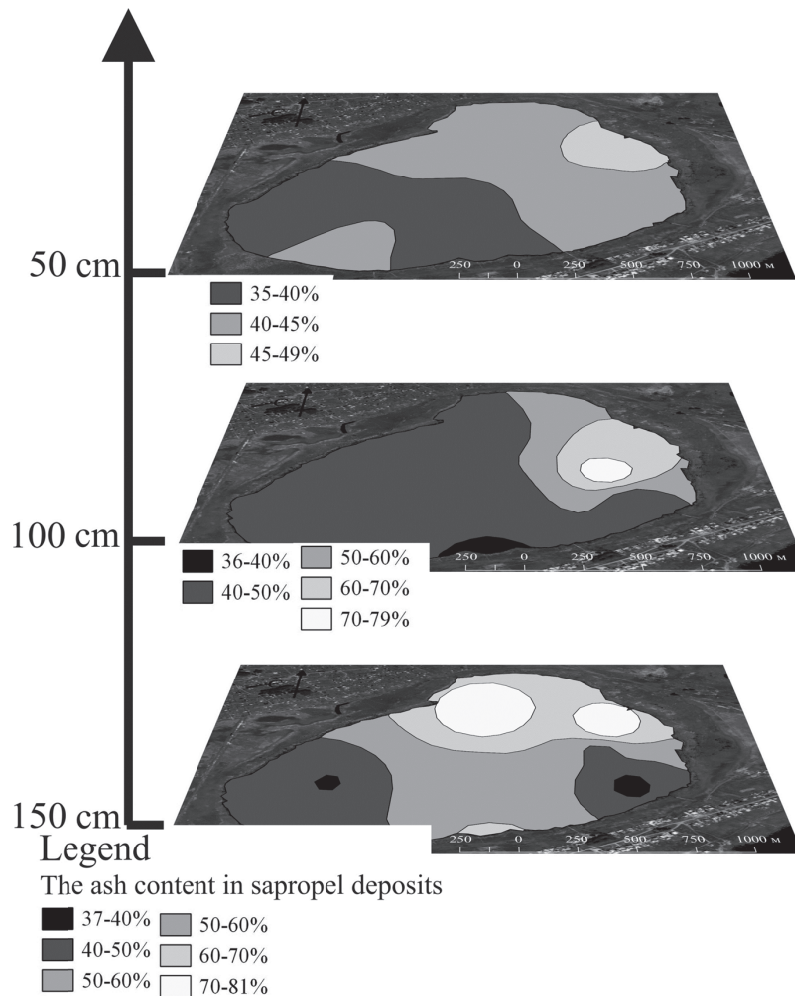 250 0 250 500 750 1000 м
50 cm
35-40%
40-45%
45-49%
100 cm
250 0 250 500 750 1000 м
36-40%
40-50%
50-60%
60-70%
70-79%
250 0 250 500 750 1000 м
150 cm
Legend
The ash content in sapropel deposits
37-40%
40-50%
50-60%
50-60%
60-70%
70-81%